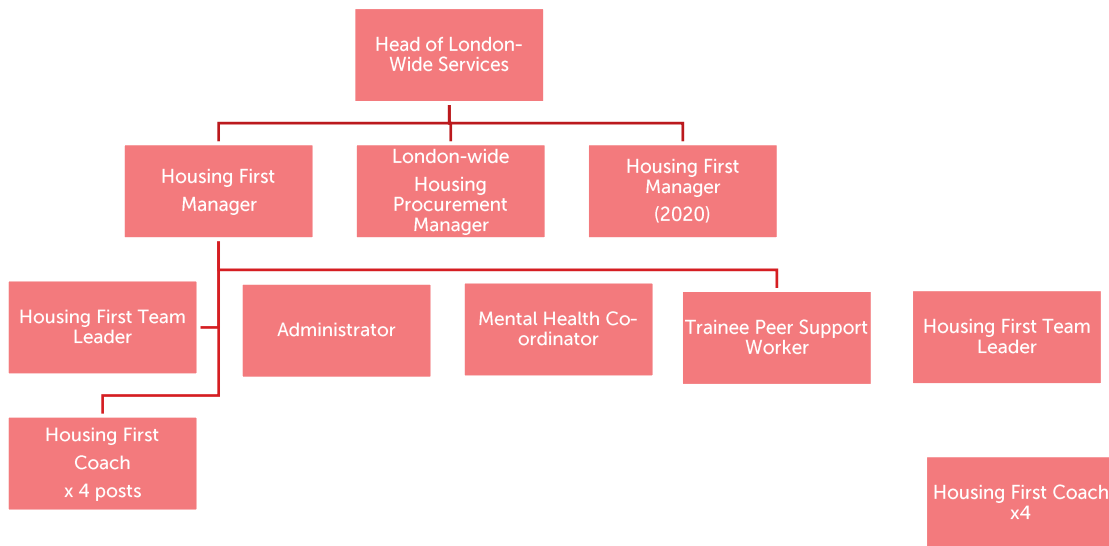 Head of London-
Wide Services
Housing First
Manager
London-wide
Housing
Procurement
Manager
Housing First
Manager
(2020)
Housing First Team
Leader
Administrator
Mental Health Co-
ordinator
Trainee Peer Support
Worker
Housing First Team
Leader
Housing First
Coach
x 4 posts
Housing First Coach
x4